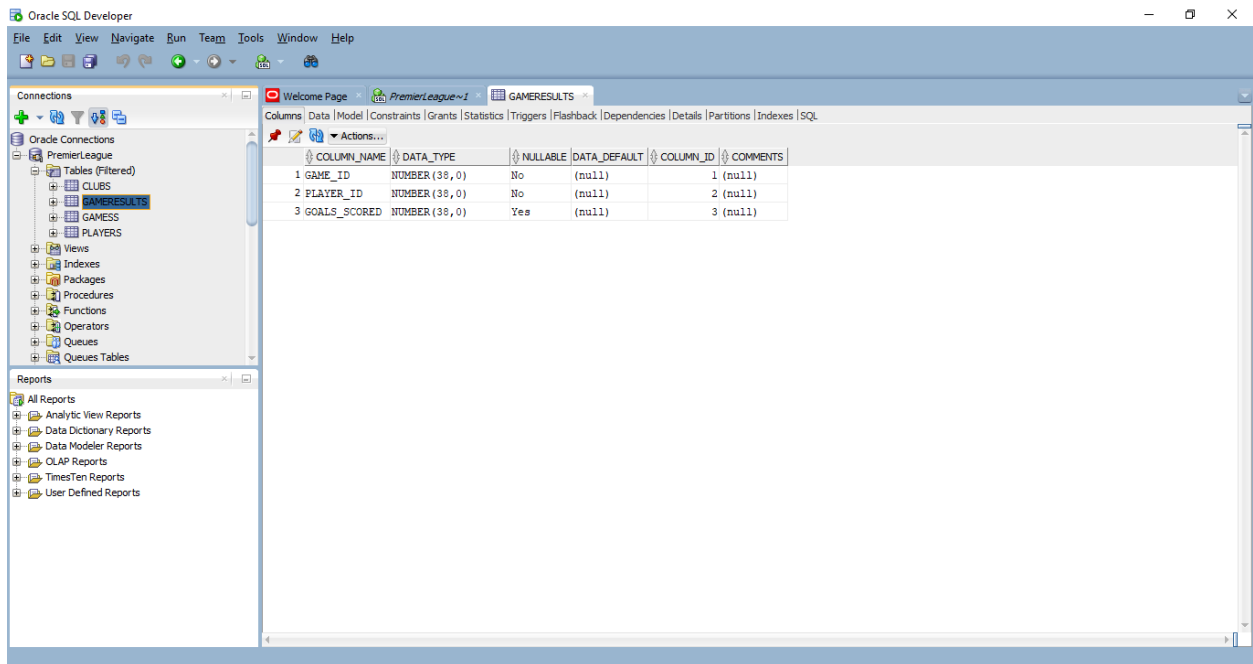 Oracle SQL Developer
File Edit View Navigate Run Team Tools Window Help
SQL
Connections
Oracle Connections
PremierLeague
Tables (Filtered)
CLUBS
GAMERESULTS
GAMESS
PLAYERS
Views
Indexes
Packages
Procedures
Functions
Operators
Queues
Queues Tables
Reports
All Reports
Analytic View Reports
Data Dictionary Reports
Data Modeler Reports
OLAP Reports
TimesTen Reports
User Defined Reports
Welcome Page PremierLeague~1 GAMERESULTS
Columns Data Model Constraints Grants Statistics Triggers Flashback Dependencies Details Partitions Indexes SQL
Actions...
COLUMN_NAME DATA_TYPE NULLABLE DATA_DEFAULT COLUMN_ID COMMENTS
1 GAME_ID NUMBER(38,0) No (null) 1 (null)
2 PLAYER_ID NUMBER(38,0) No (null) 2 (null)
3 GOALS_SCORED NUMBER(38,0) Yes (null) 3 (null)